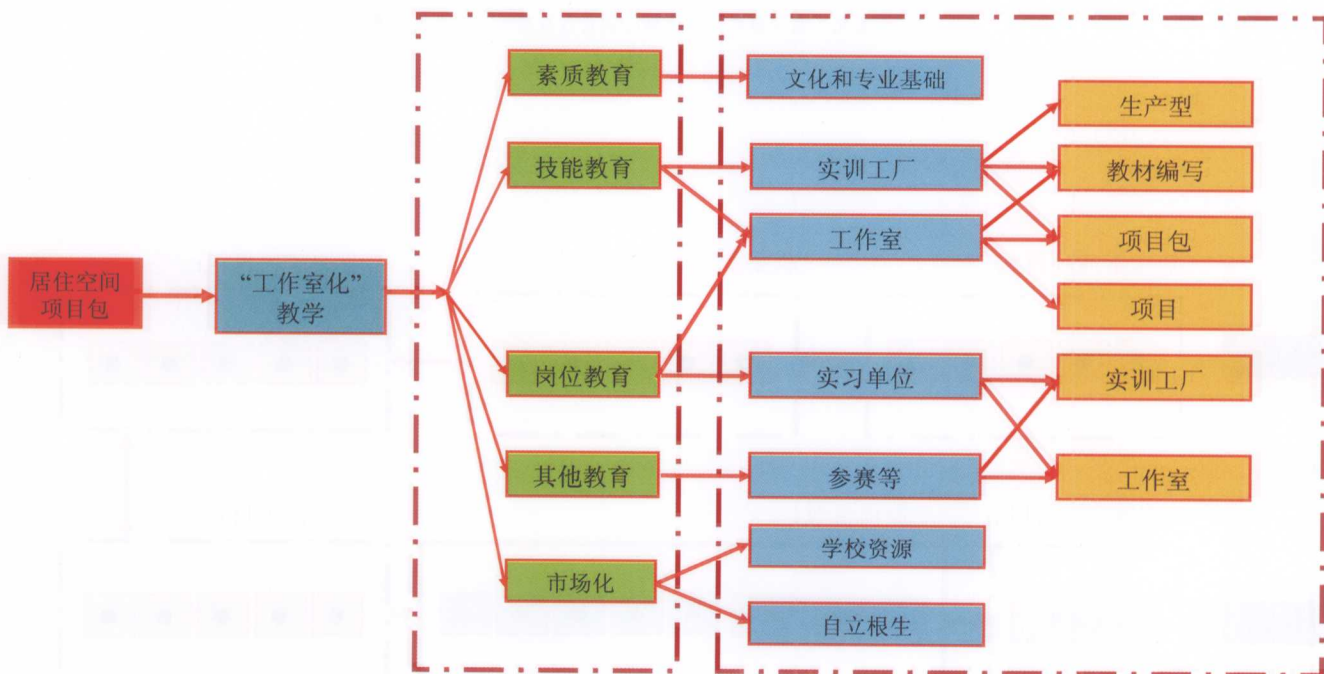 居住空间
项目包
“工作室化”
教学
素质教育
技能教育
岗位教育
其他教育
市场化
文化和专业基础
实训工厂
工作室
实习单位
参赛等
学校资源
自立根生
生产型
教材编写
项目包
项目
实训工厂
工作室